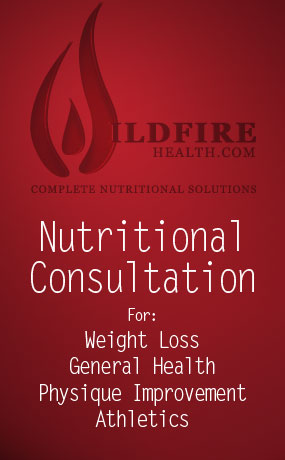 ILDFIRE
HEALTH.COM
COMPLETE NUTRITIONAL SOLUTIONS
Nutritional
Consultation
For:
Weight Loss
General Health
Physique Improvement
Athletics